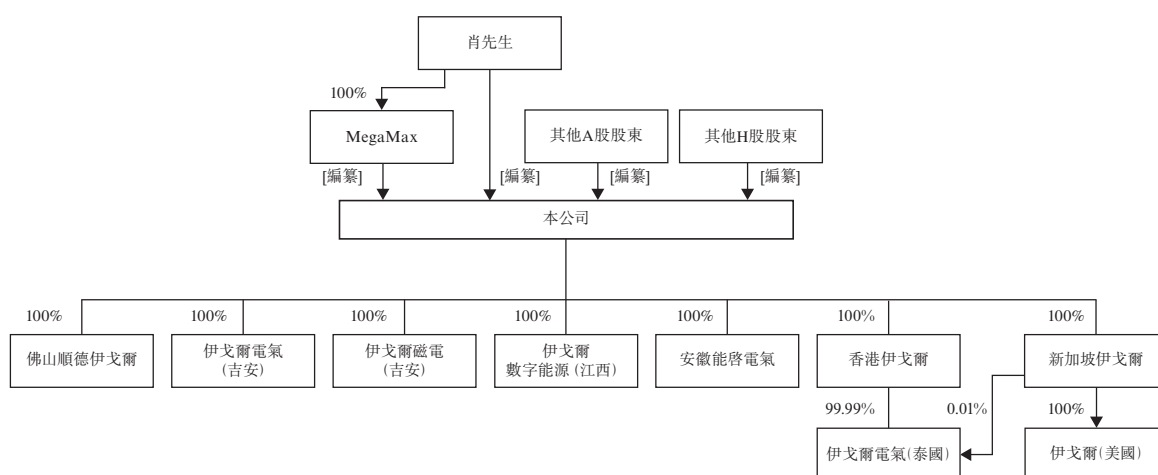 肖先生
100%
MegaMax
其他A股股東
其他H股股東
[編纂]
[編纂]
[編纂]
[編纂]
本公司
100%
100%
100%
100%
100%
100%
100%
佛山順德伊戈爾
伊戈爾電氣
(吉安)
伊戈爾磁電
(吉安)
伊戈爾
數字能源 (江西)
安徽能啓電氣
香港伊戈爾
新加坡伊戈爾
99.99%
0.01%
100%
伊戈爾電氣(泰國)
伊戈爾(美國)